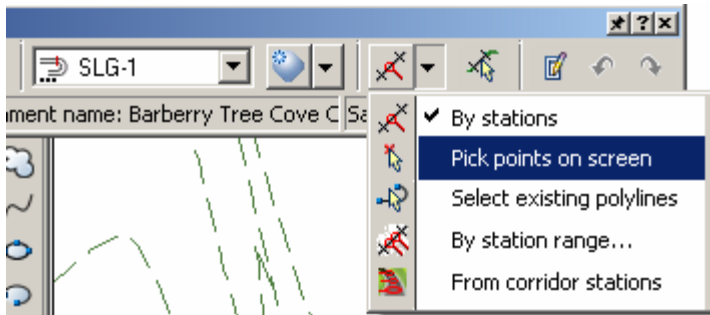 SLG-1
ment name: Barberry Tree Cove C Sa
By stations
Pick points on screen
Select existing polylines
By station range...
From corridor stations